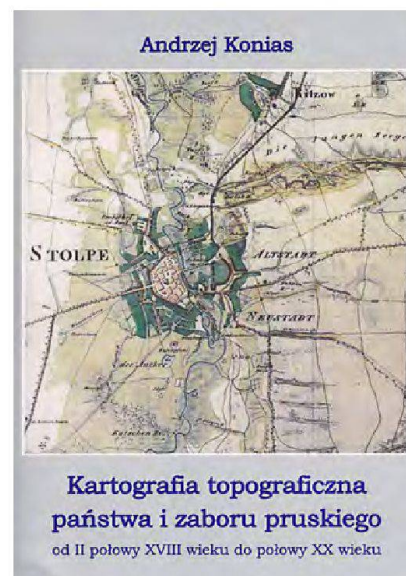 Andrzej Konias
Kitzow
STOLPE
ALTSTADT
NEUSTADT
Kartografia topograficzna
państwa i zaboru pruskiego
od II połowy XVIII wieku do połowy XX wieku